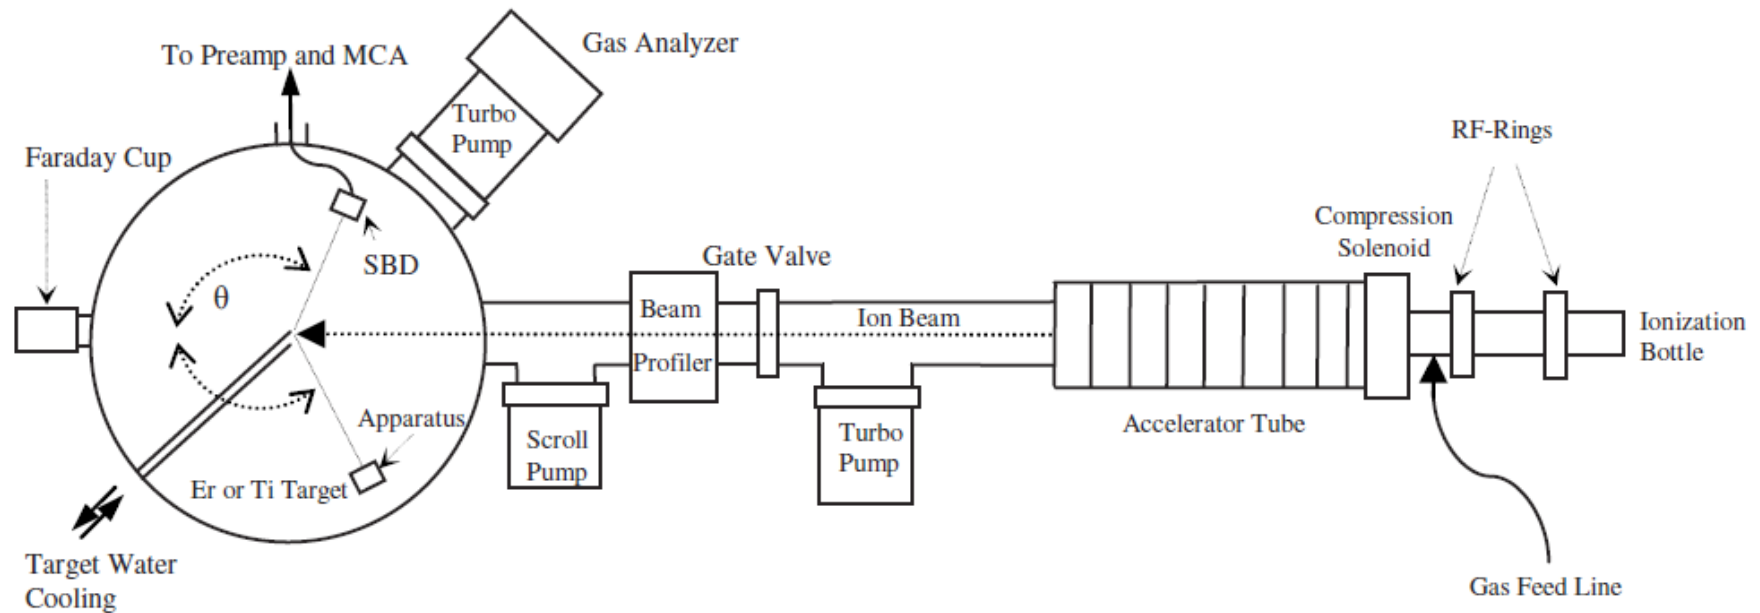 Gas Analyzer
To Preamp and MCA
Turbo
Pump
RF-Rings
Faraday Cup
Compression
Solenoid
SBD
Gate Valve
θ
Beam
Profiler
Ion Beam
Ionization
Bottle
Apparatus
Accelerator Tube
Scroll
Pump
Turbo
Pump
Er or Ti Target
Target Water
Cooling
Gas Feed Line